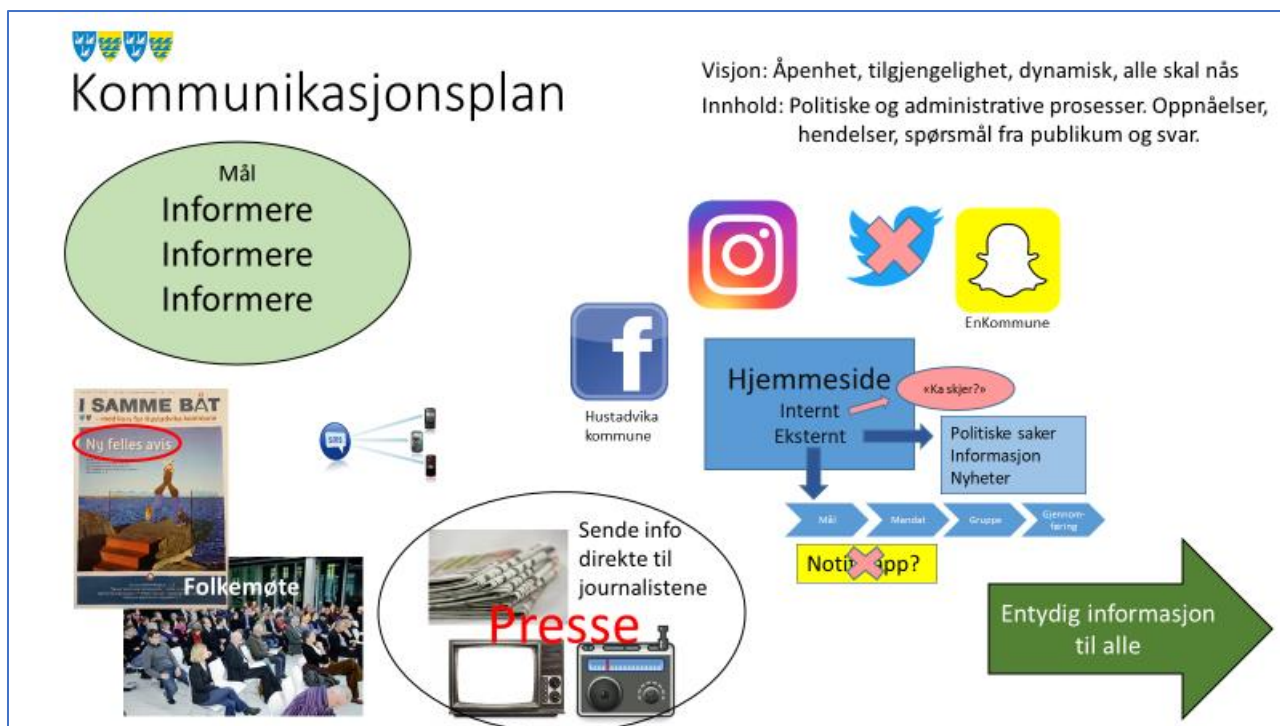 Kommunikasjonsplan
Visjon: Åpenhet, tilgjengelighet, dynamisk, alle skal nås
Innhold: Politiske og administrative prosesser. Oppnåelser,
hendelser, spørsmål fra publikum og svar.
Mål
Informere
Informere
Informere
EnKommune
Hustadvika
kommune
Hjemmeside
Internt
Eksternt
«Ka skjer?»
Politiske saker
Informasjon
Nyheter
Mål
Mandat
Gruppe
Gjennom-
føring
app?
I SAMME BÅT
Ny felles avis
SMS
Folkemøte
Sende info
direkte til
journalistene
Presse
Entydig informasjon
til alle